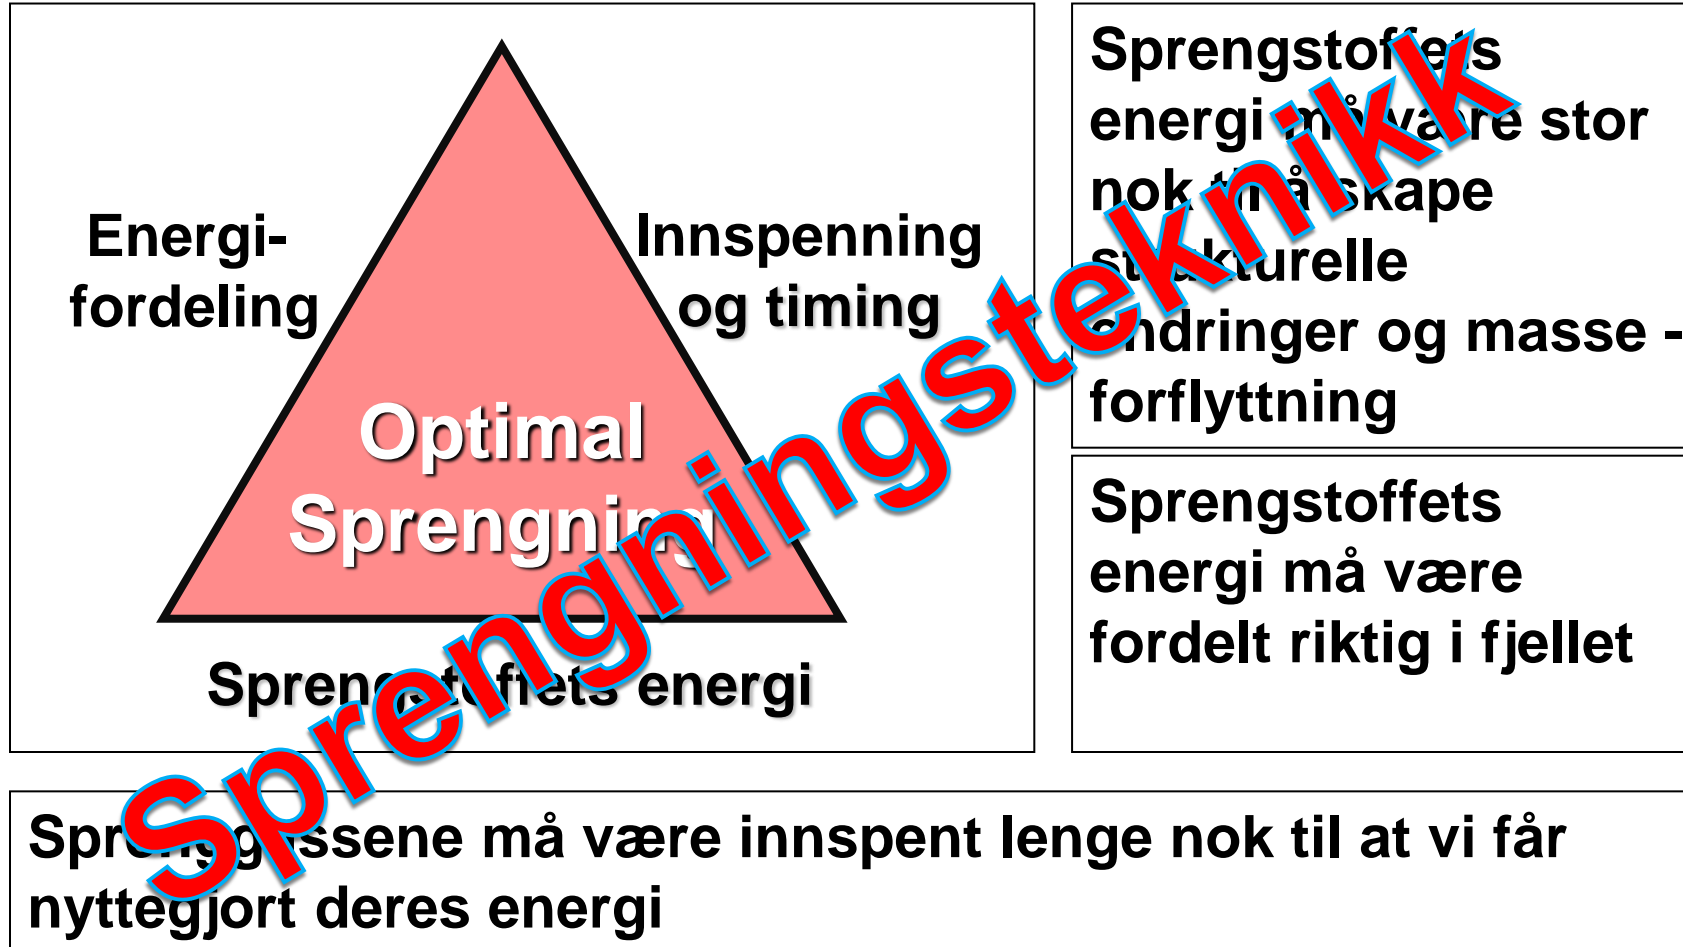 Energi-
fordeling
Innspenning
og timing
Optimal
Sprengning
Sprengstoffets energi
Sprengstoffets
energi må være stor
nok til å skape
strukturelle
endringer og masse -
forflyttning
Sprengstoffets
energi må være
fordelt riktig i fjellet
Sprenggassene må være innspent lenge nok til at vi får
nyttegjort deres energi
Sprengningsteknikk